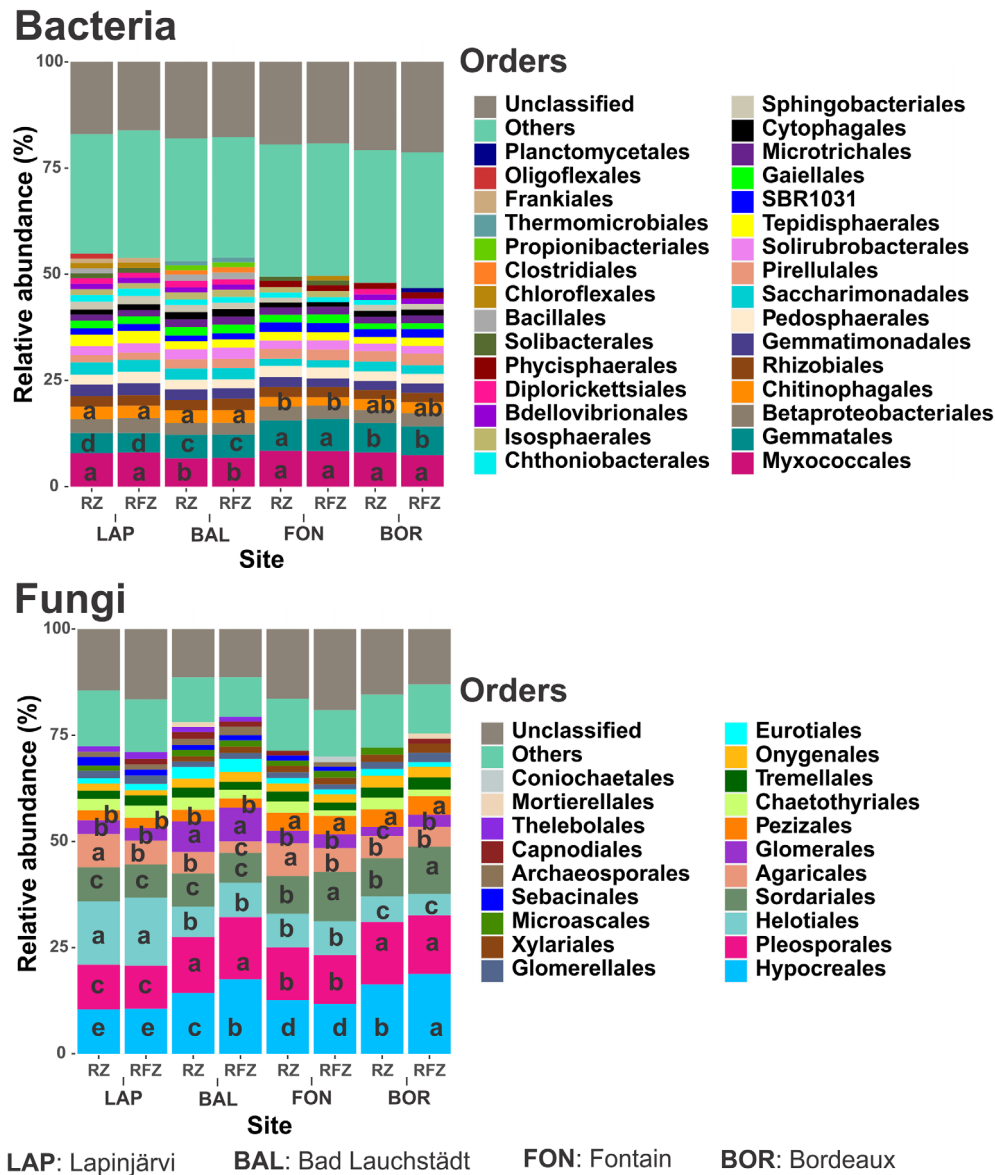 Bacteria
Orders
100
75
50
25
0
Relative abundance (%)
a a a a b b ab ab
d d c c a a b b
a a b b a a a a
RZ RFZ RZ RFZ RZ RFZ RZ RFZ
LAP BAL FON BOR
Site
Unclassified
Others
Planctomycetales
Oligoflexales
Frankiales
Thermomicrobiales
Propionibacteriales
Clostridiales
Chloroflexales
Bacillales
Solibacterales
Phycisphaerales
Diplorickettsiales
Bdellovibrionales
Isosphaerales
Chthoniobacterales
Sphingobacteriales
Cytophagales
Microtrichales
Gaiellales
SBR1031
Tepidisphaerales
Solirubrobacterales
Pirellulales
Saccharimonadales
Pedosphaerales
Gemmatimonadales
Rhizobiales
Chitinophagales
Betaproteobacteriales
Gemmatales
Myxococcales
Fungi
Orders
100
75
50
25
0
Relative abundance (%)
b b b b a a a a
b b a a b b c b
a b b c a b b b
c c c c b a b a
a a b b b b c c
c c a a b b a a
e e c b d d b a
RZ RFZ RZ RFZ RZ RFZ RZ RFZ
LAP BAL FON BOR
Site
Unclassified
Others
Coniochaetales
Mortierellales
Thelebolales
Capnodiales
Archaeosporales
Sebacinales
Microascales
Xylariales
Glomerellales
Eurotiales
Onygenales
Tremellales
Chaetothyriales
Pezizales
Glomerales
Agaricales
Sordariales
Helotiales
Pleosporales
Hypocreales
LAP: Lapinjärvi BAL: Bad Lauchstädt FON: Fontain BOR: Bordeaux